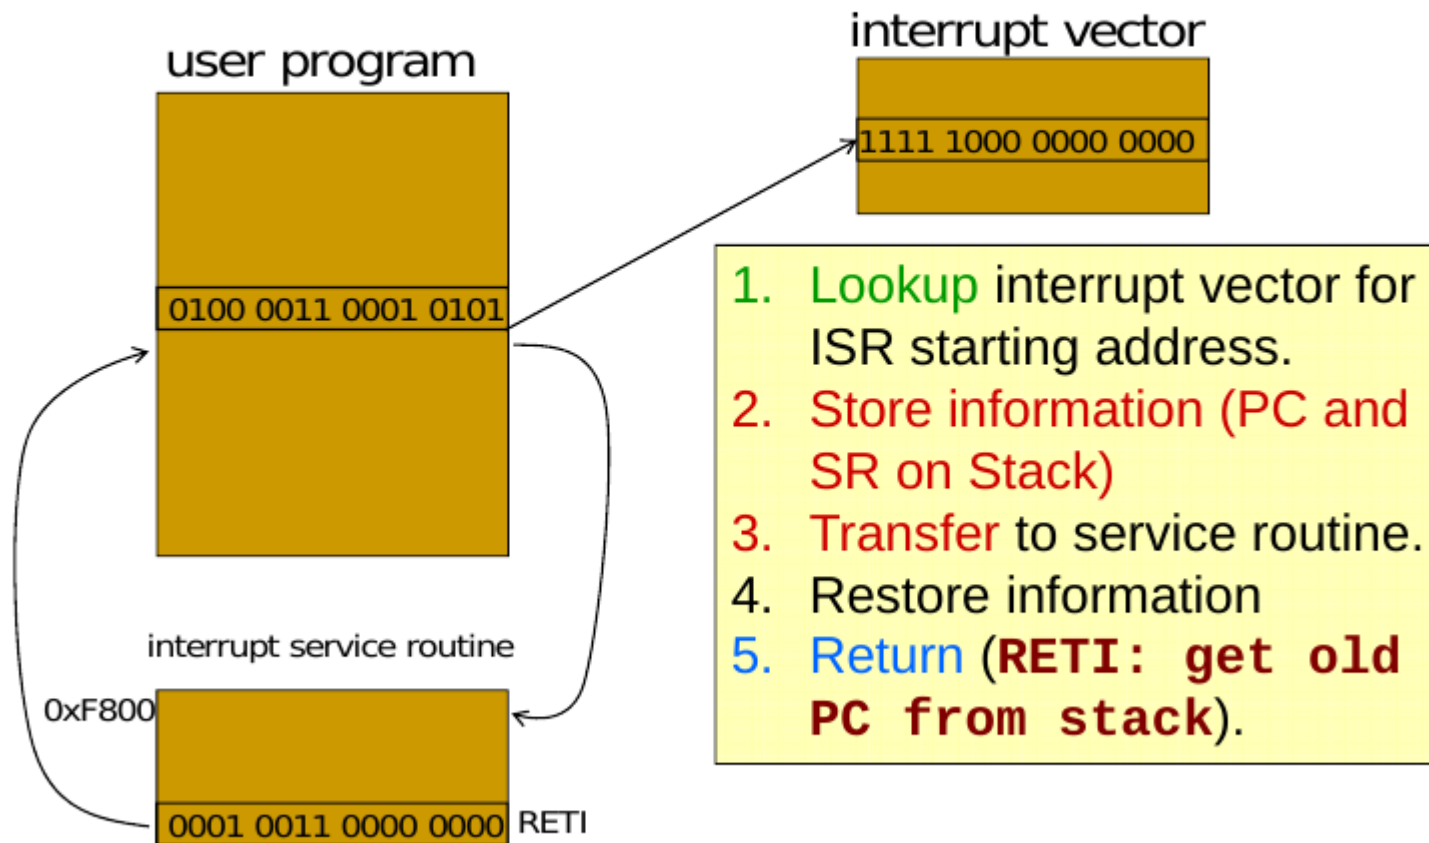 user program
interrupt vector
1111 1000 0000 0000
0100 0011 0001 0101
1. Lookup interrupt vector for
ISR starting address.
2. Store information (PC and
SR on Stack)
3. Transfer to service routine.
4. Restore information
5. Return (RETI: get old
PC from stack).
interrupt service routine
0xF800
0001 0011 0000 0000 RETI